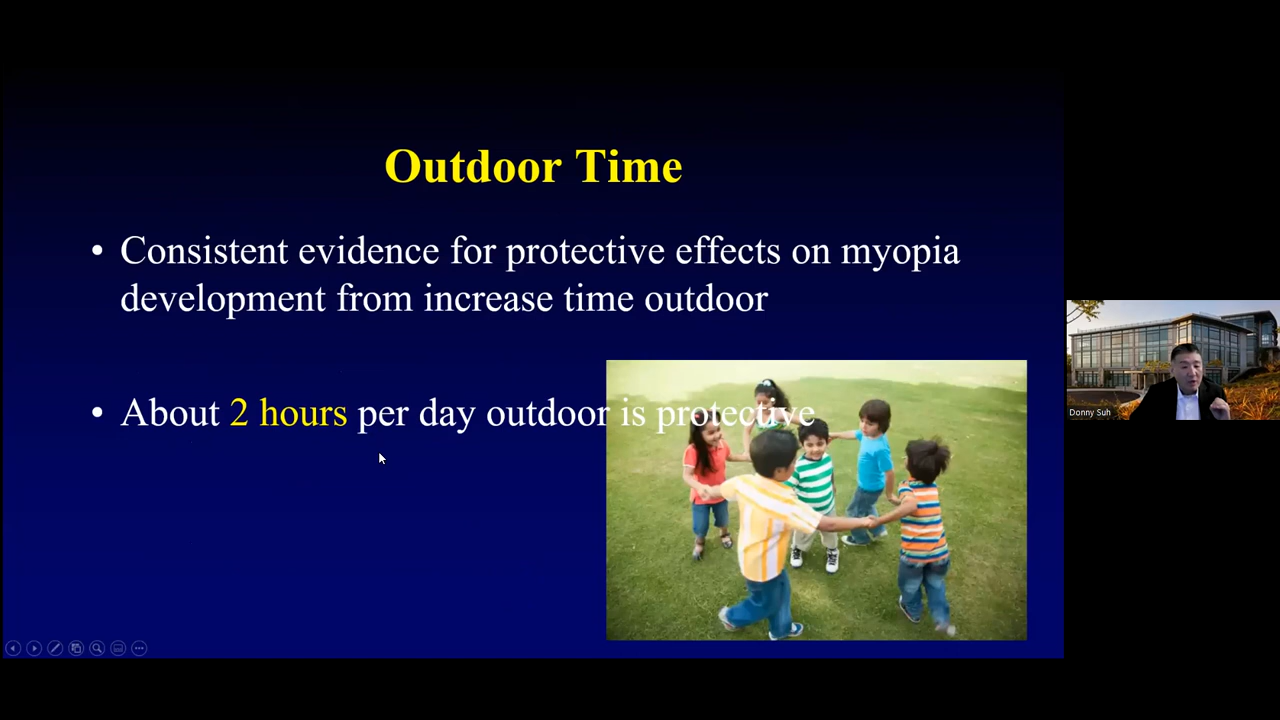 Outdoor Time
• Consistent evidence for protective effects on myopia
development from increase time outdoor
• About 2 hours per day outdoor is protective
Donny Suh